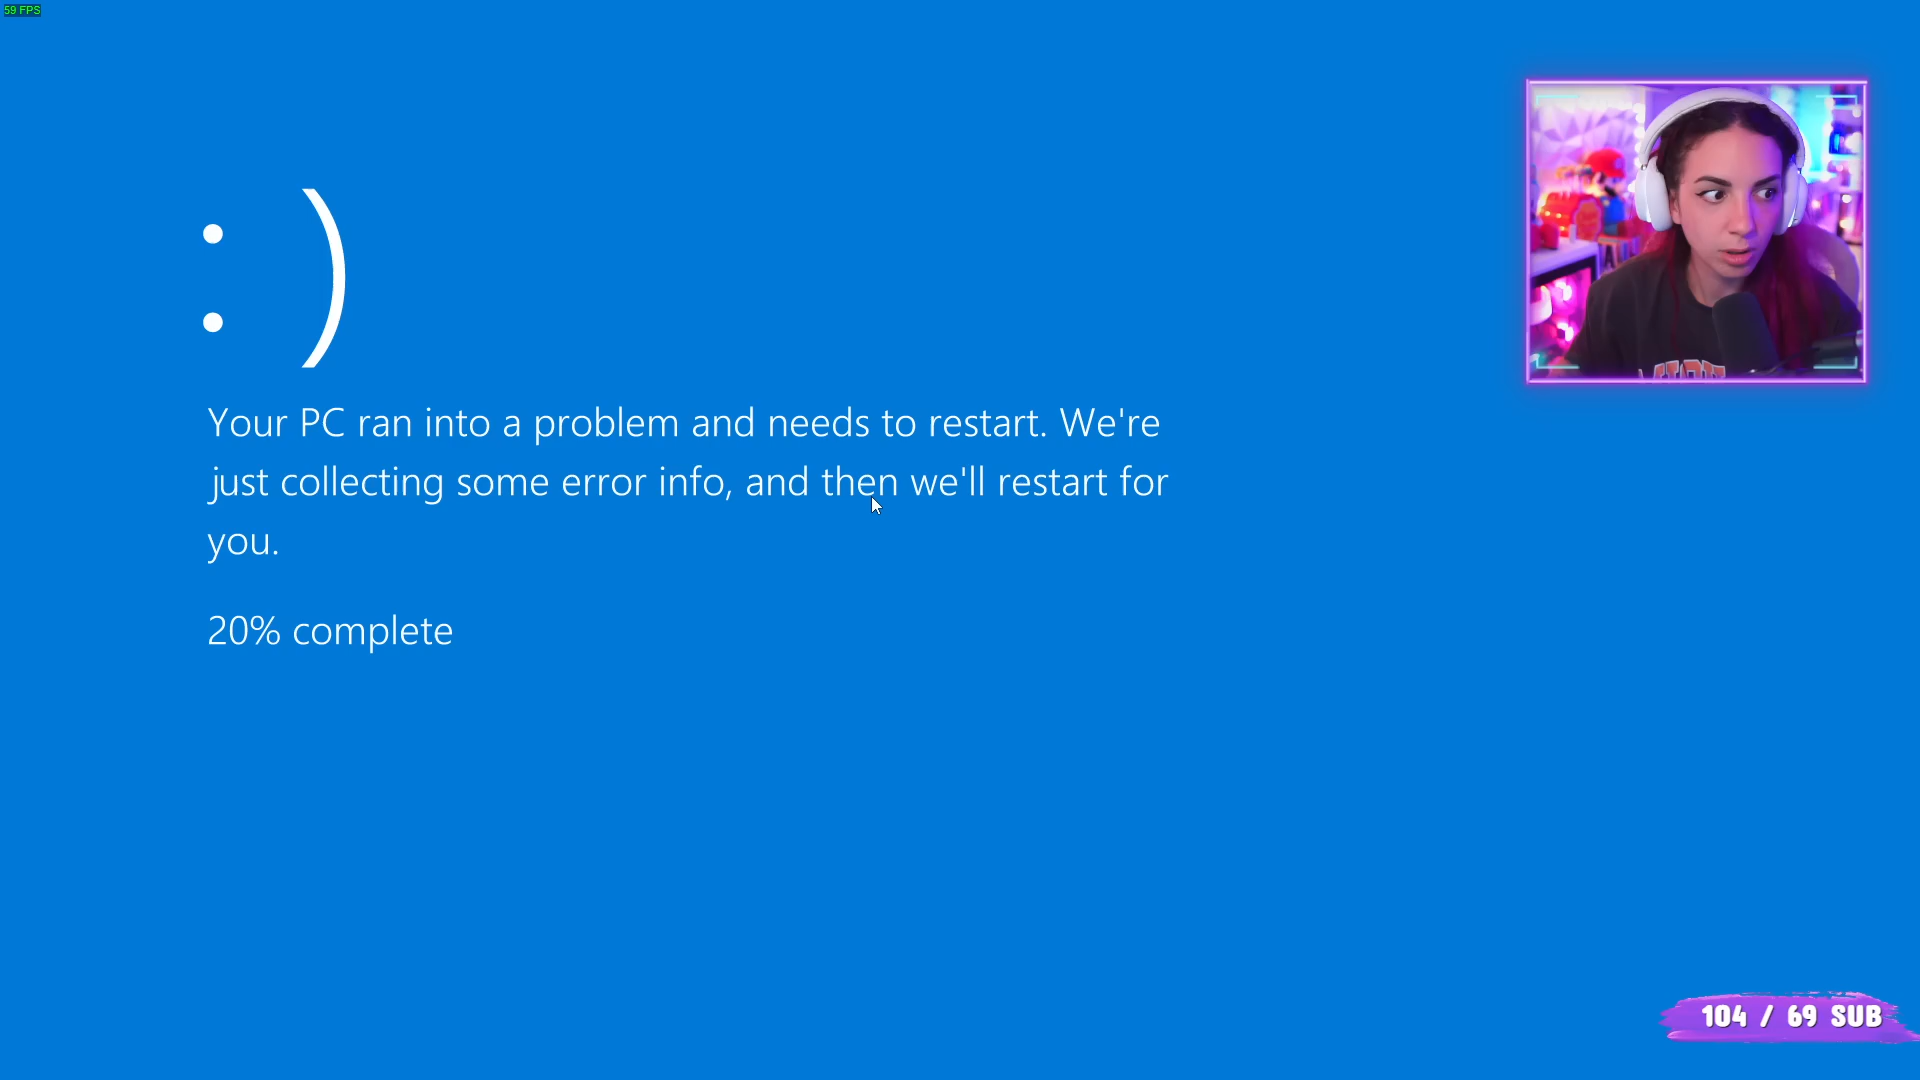 59 FPS
: )
Your PC ran into a problem and needs to restart. We're
just collecting some error info, and then we'll restart for
you.
20% complete
104 / 69 SUB